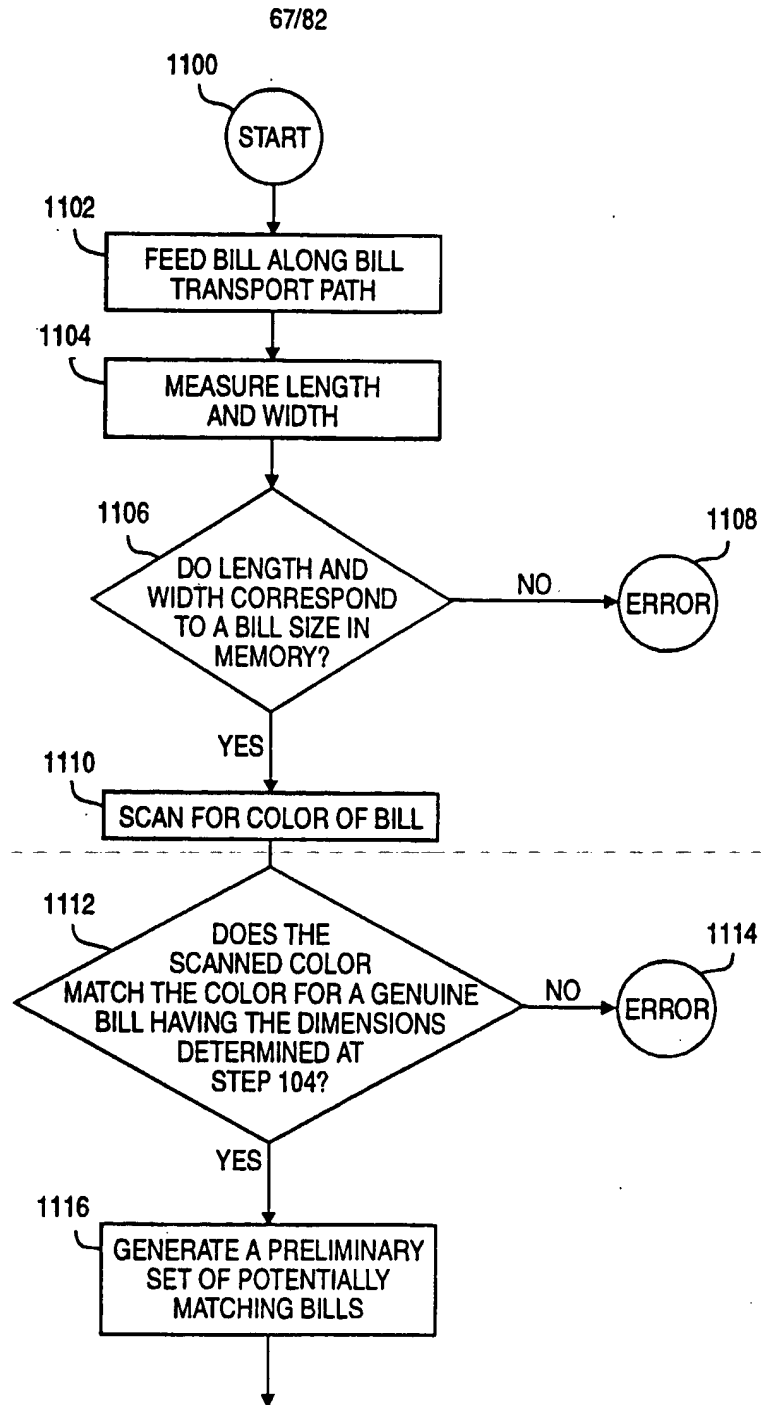 67/82
1100
START
1102
FEED BILL ALONG BILL
TRANSPORT PATH
1104
MEASURE LENGTH
AND WIDTH
1106
DO LENGTH AND
WIDTH CORRESPOND
TO A BILL SIZE IN
MEMORY?
NO
1108
ERROR
YES
1110
SCAN FOR COLOR OF BILL
1112
DOES THE
SCANNED COLOR
MATCH THE COLOR FOR A GENUINE
BILL HAVING THE DIMENSIONS
DETERMINED AT
STEP 104?
NO
1114
ERROR
YES
1116
GENERATE A PRELIMINARY
SET OF POTENTIALLY
MATCHING BILLS